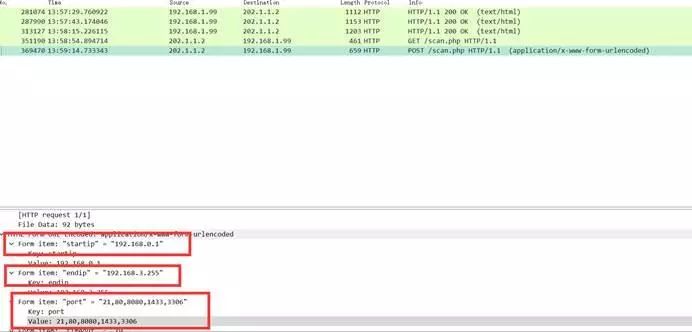 No. Time Source Destination Length Protocol Info
281074 13:57:29.760922 192.168.1.99 202.1.1.2 1112 HTTP HTTP/1.1 200 OK (text/html)
287990 13:57:43.174046 192.168.1.99 202.1.1.2 1153 HTTP HTTP/1.1 200 OK (text/html)
313127 13:58:15.226115 192.168.1.99 202.1.1.2 1203 HTTP HTTP/1.1 200 OK (text/html)
351190 13:58:54.894714 202.1.1.2 192.168.1.99 461 HTTP GET /scan.php HTTP/1.1
369470 13:59:14.733343 202.1.1.2 192.168.1.99 659 HTTP POST /scan.php HTTP/1.1 (application/x-www-form-urlencoded)
[HTTP request 1/1]
File Data: 92 bytes
HTML Form URL Encoded: application/x-www-form-urlencoded
Form item: "startip" = "192.168.0.1"
Key: startip
Value: 192.168.0.1
Form item: "endip" = "192.168.3.255"
Key: endip
Value: 192.168.3.255
Form item: "port" = "21,80,8080,1433,3306"
Key: port
Value: 21,80,8080,1433,3306
Form item: